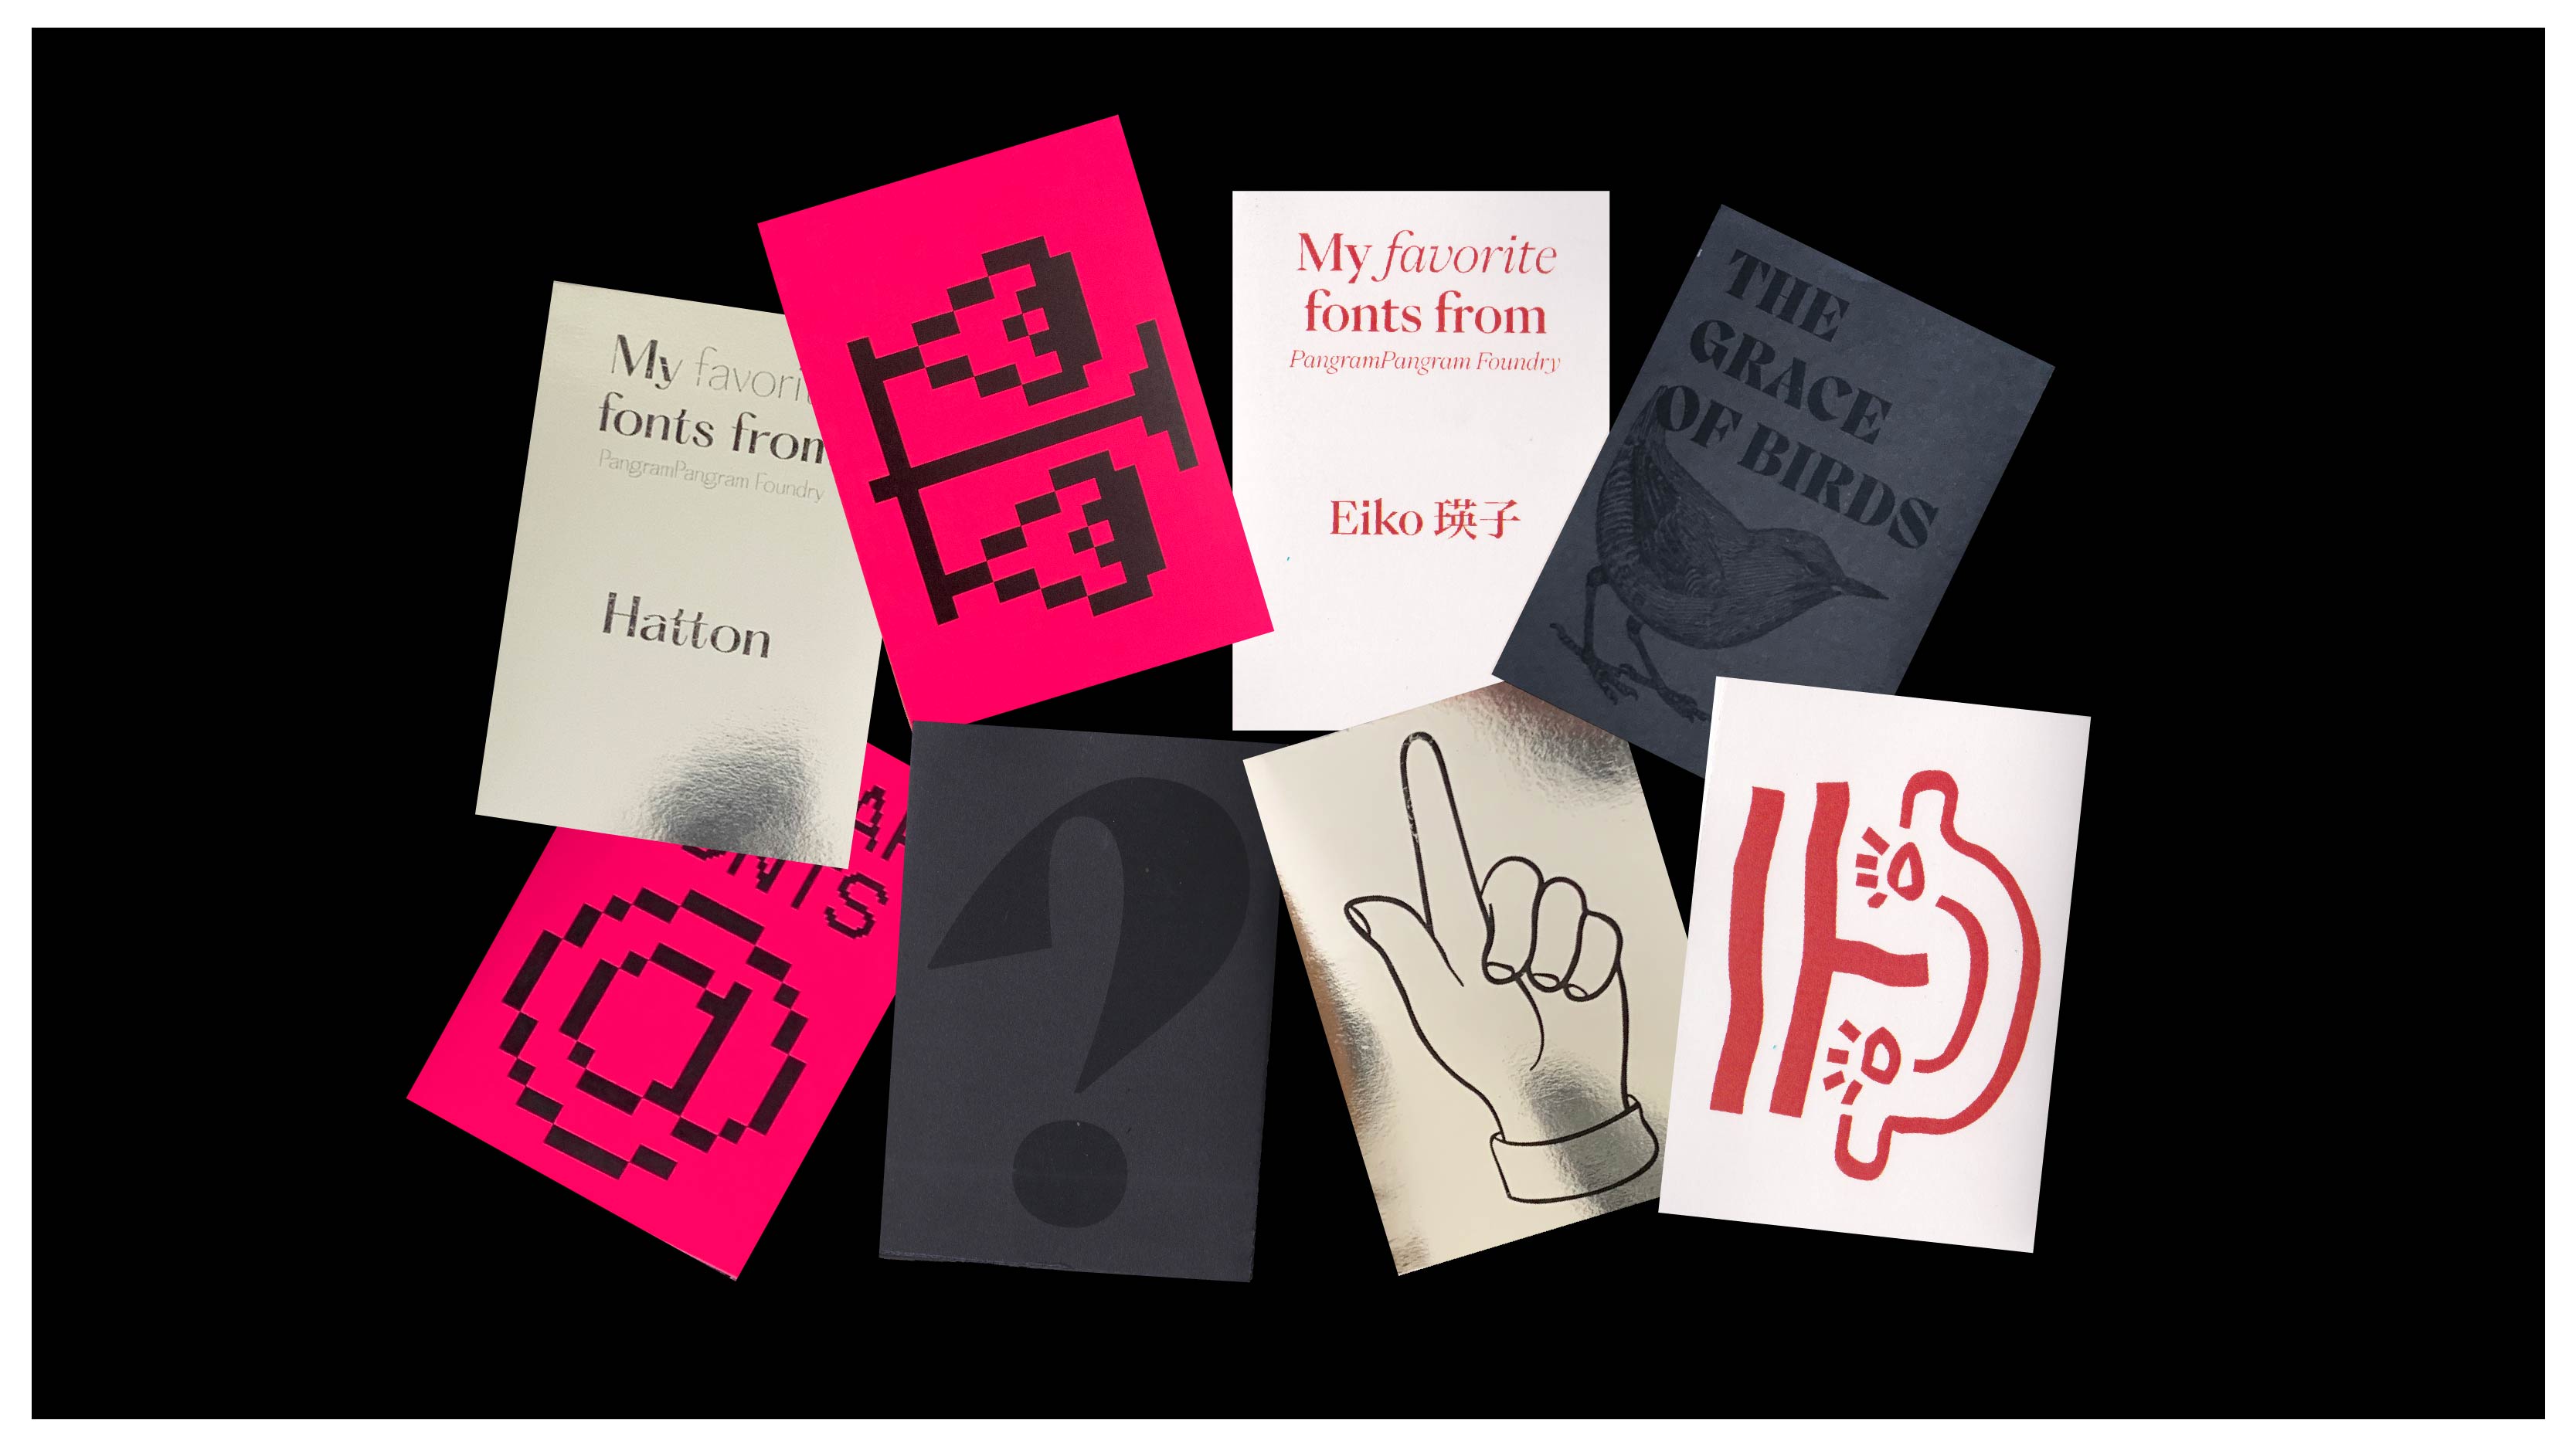 My favorite
fonts from
PangramPangram Foundry
Hatton
My favorite
fonts from
PangramPangram Foundry
Eiko 瑛子
THE
GRACE
OF BIRDS
@
?